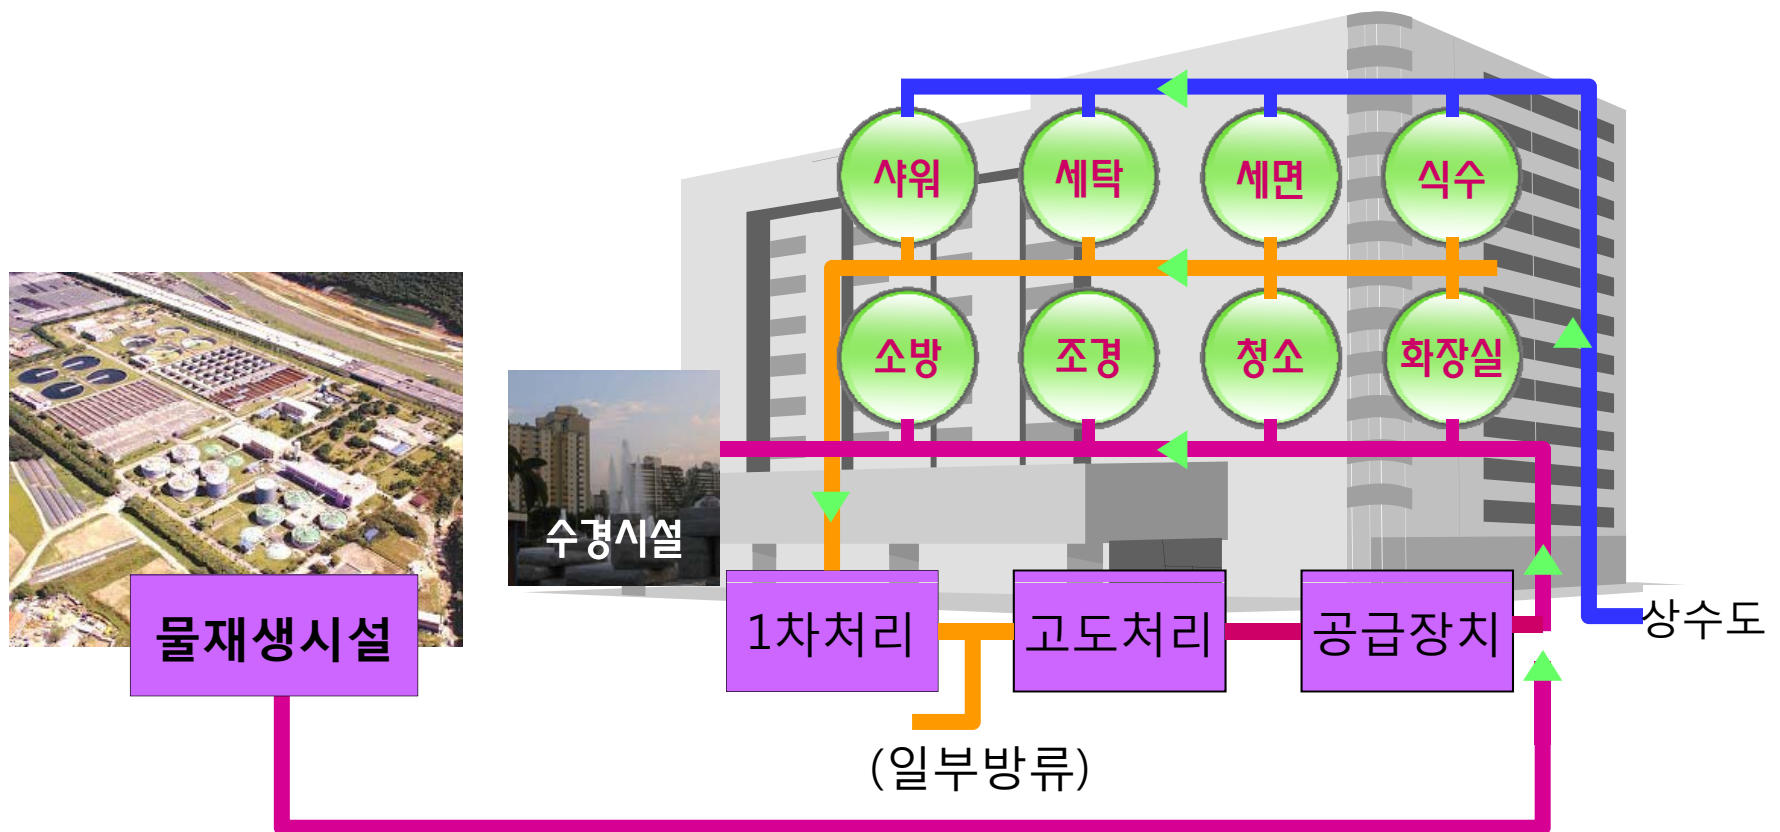 샤워
세탁
세면
식수
소방
조경
청소
화장실
수경시설
물재생시설
1차처리
고도처리
공급장치
상수도
(일부방류)